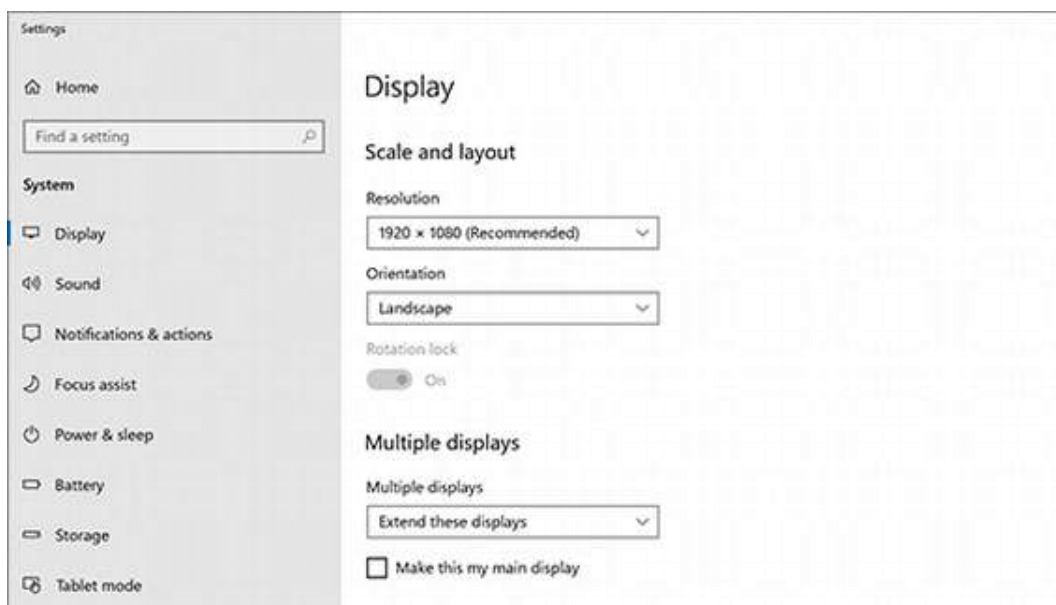 Settings
Home
Find a setting
System
Display
Sound
Notifications & actions
Focus assist
Power & sleep
Battery
Storage
Tablet mode
Display
Scale and layout
Resolution
1920 × 1080 (Recommended)
Orientation
Landscape
Rotation lock
On
Multiple displays
Multiple displays
Extend these displays
Make this my main display